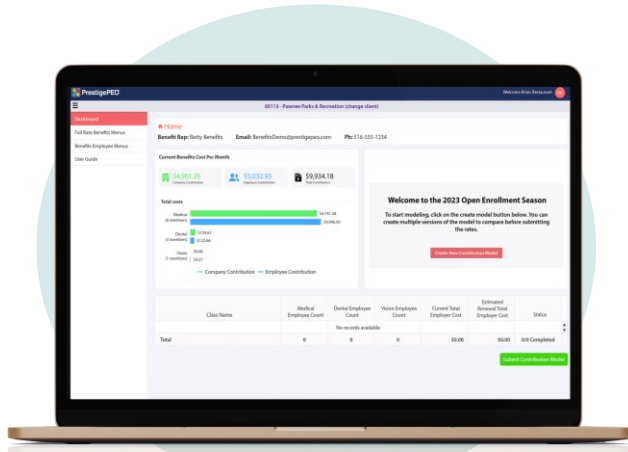 PrestigePEO
Welcome Brian Restaurant
00113 - Pawnee Parks & Recreation (change client)
Dashboard
Full Rate Benefits Menus
Benefits Employee Menus
User Guide
Home
Benefit Rep: Betty Benefits Email: BenefitsDemo@prestigepeo.com Ph: 516-555-1234
Current Benefits Cost Per Month
$4,901.25
Company Contribution
$5,032.93
Employee Contribution
$9,934.18
Total Contribution
Total costs
Medical
$4,908.00
Dental
Vision
$0.00
$4.27
Company Contribution Employee Contribution
Welcome to the 2023 Open Enrollment Season
To start modeling, click on the create model button below. You can
create multiple versions of the model to compare before submitting
the rates.
Create New Contribution Model
Class Name
Medical Employee Count
Dental Employee Count
Vision Employee Count
Current Total Employer Cost
Estimated Renewal Total Employer Cost
Status
No records available
Total 0 0 0 $0.00 $0.00 0/0 Completed
Submit Contribution Model